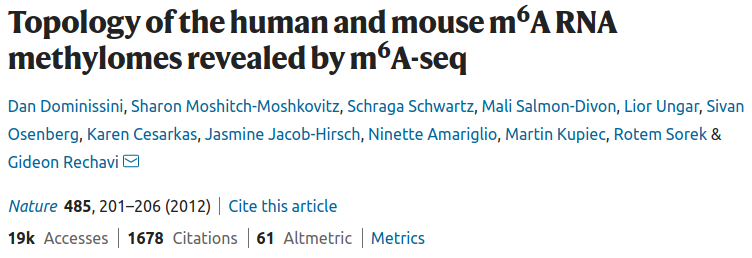 Topology of the human and mouse m⁶A RNA
methylomes revealed by m⁶A-seq
Dan Dominissini, Sharon Moshitch-Moshkovitz, Schraga Schwartz, Mali Salmon-Divon, Lior Ungar, Sivan
Osenberg, Karen Cesarkas, Jasmine Jacob-Hirsch, Ninette Amariglio, Martin Kupiec, Rotem Sorek &
Gideon Rechavi
Nature 485, 201–206 (2012) | Cite this article
19k Accesses | 1678 Citations | 61 Altmetric | Metrics